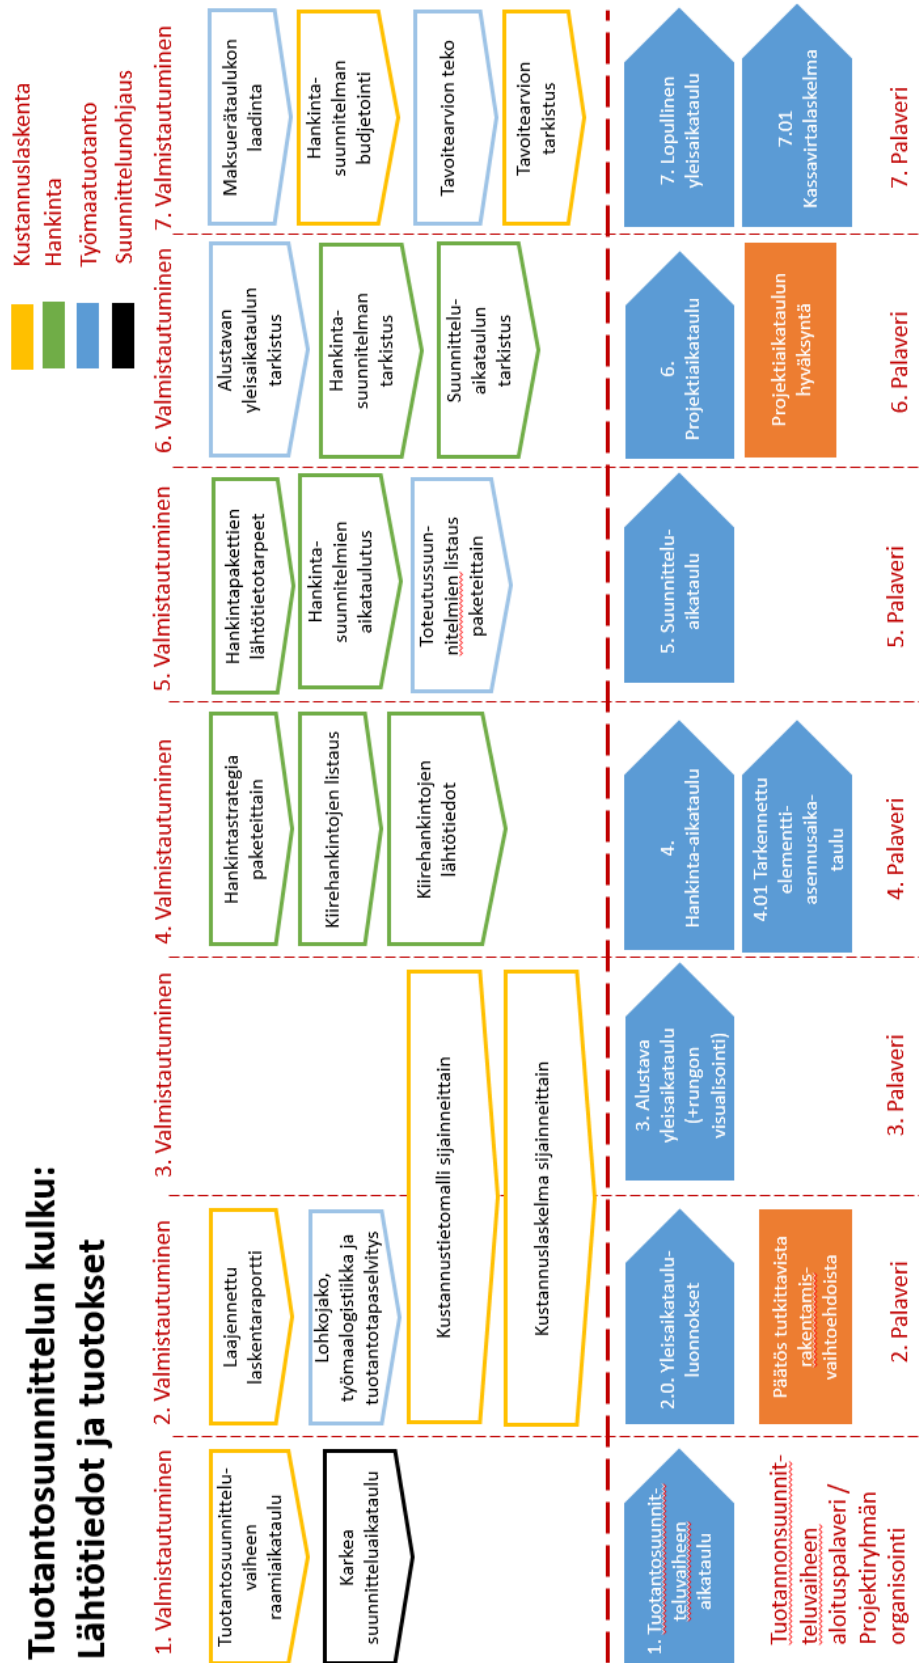 Tuotantosuunnittelun kulku:
Lähtötiedot ja tuotokset
Kustannuslaskenta
Hankinta
Työmaatuotanto
Suunnittelunohjaus
1. Valmistautuminen
2. Valmistautuminen
3. Valmistautuminen
4. Valmistautuminen
5. Valmistautuminen
6. Valmistautuminen
7. Valmistautuminen
Tuotantosuunnittelu-
vaiheen
raamiaikataulu
Karkea
suunnitteluaikataulu
Laajennettu
laskentaraportti
Lohkojako,
työmaalogistiikka ja
tuotantotapaselvitys
Kustannustietomalli sijainneittain
Kustannuslaskelma sijainneittain
Hankintastrategia
paketeittain
Kiirehankintojen listaus
Kiirehankintojen
lähtötiedot
Hankintapakettien
lähtötietotarpeet
Hankinta-
suunnitelmien
aikataulutus
Toteutussuun-
nitelmien listaus
paketeittain
Alustavan
yleisaikataulun
tarkistus
Hankinta-
suunnitelman
tarkistus
Suunnittelu-
aikataulun
tarkistus
Maksuerätaulukon
laadinta
Hankinta-
suunnitelman
budjetointi
Tavoitearvion teko
Tavoitearvion
tarkistus
1. Tuotantosuunnit-
teluvaiheen
aikataulu
2.0. Yleisaikataulu-
luonnokset
Päätös tutkittavista
rakentamis-
vaihtoehdoista
3. Alustava
yleisaikataulu
(+rungon
visualisointi)
4.
Hankinta-aikataulu
4.01 Tarkennettu
elementti-
asennusaika-
taulu
5. Suunnittelu-
aikataulu
6.
Projektiaikataulu
Projektiaikataulun
hyväksyntä
7. Lopullinen
yleisaikataulu
7.01
Kassavirtalaskelma
Tuotannonsuunnit-
teluvaiheen
aloituspalaveri /
Projektiryhmän
organisointi
2. Palaveri
3. Palaveri
4. Palaveri
5. Palaveri
6. Palaveri
7. Palaveri